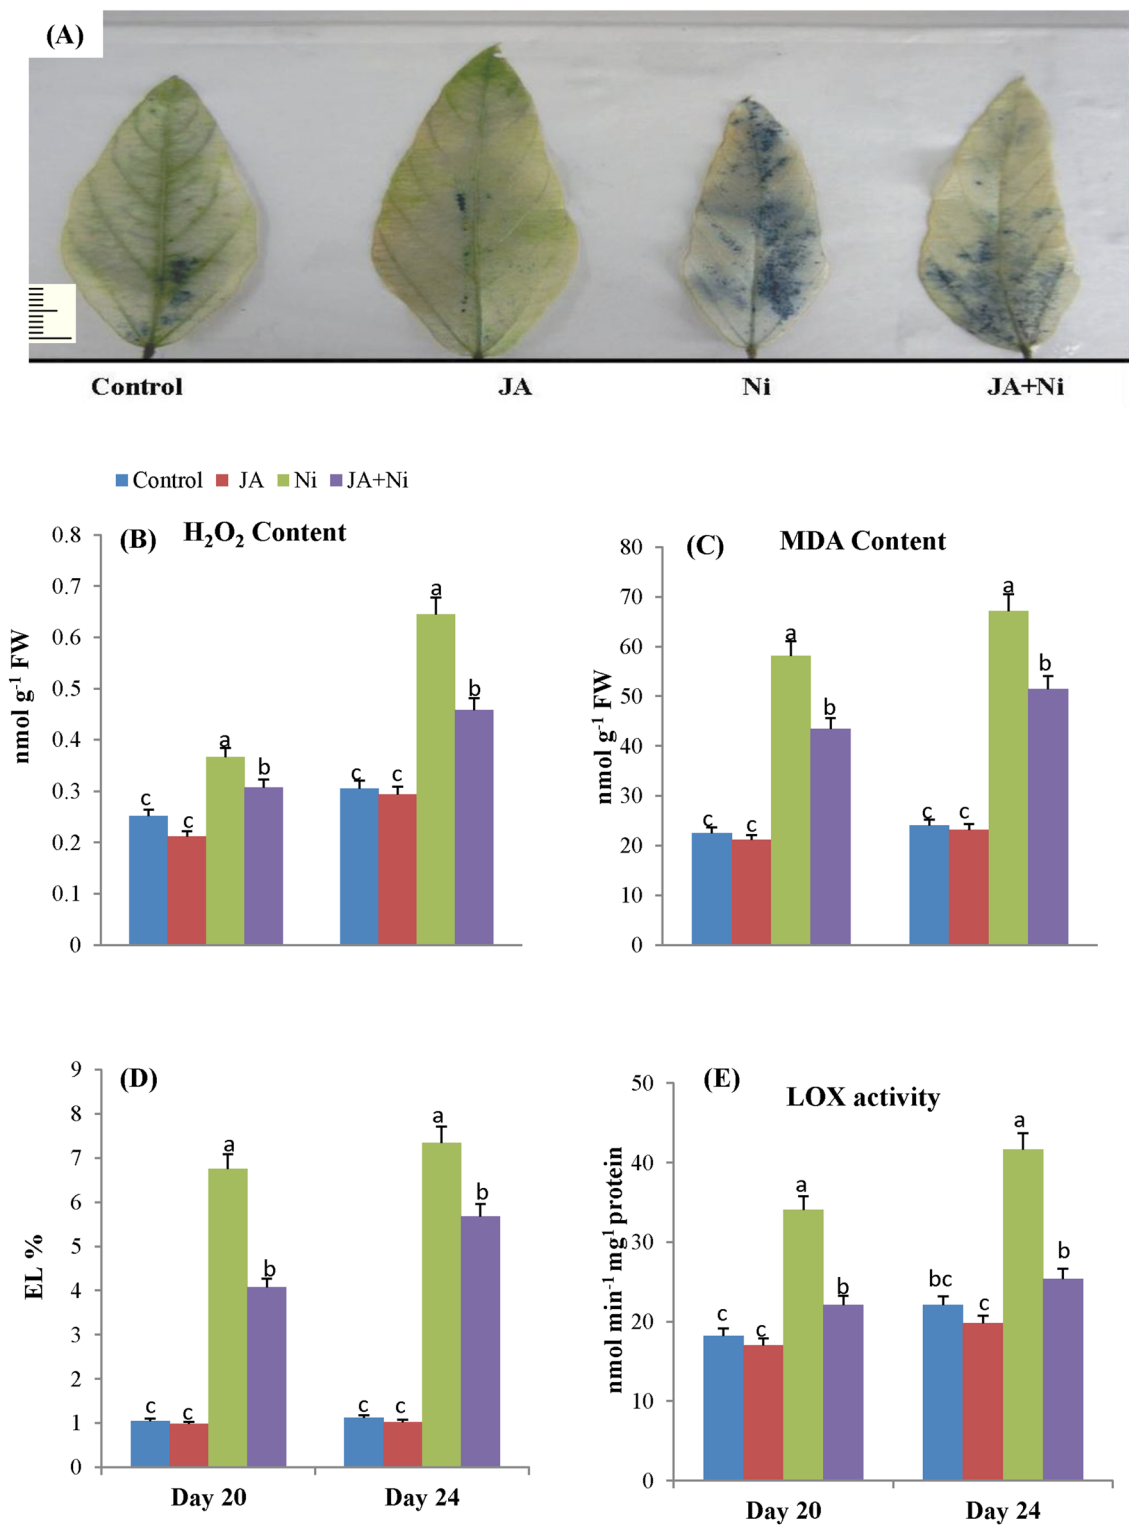 (A)
Control JA Ni JA+Ni
Control JA Ni JA+Ni
(B) H₂O₂ Content
nmol g⁻¹ FW
0.8
0.7
0.6
0.5
0.4
0.3
0.2
0.1
0
c c a b c c a b
(C) MDA Content
nmol g⁻¹ FW
80
70
60
50
40
30
20
10
0
c c a b c c a b
(D)
EL %
9
8
7
6
5
4
3
2
1
0
c c a b c c a b
Day 20 Day 24
(E)
LOX activity
nmol min⁻¹ mg¹ protein
50
40
30
20
10
0
c c a b bc c a b
Day 20 Day 24